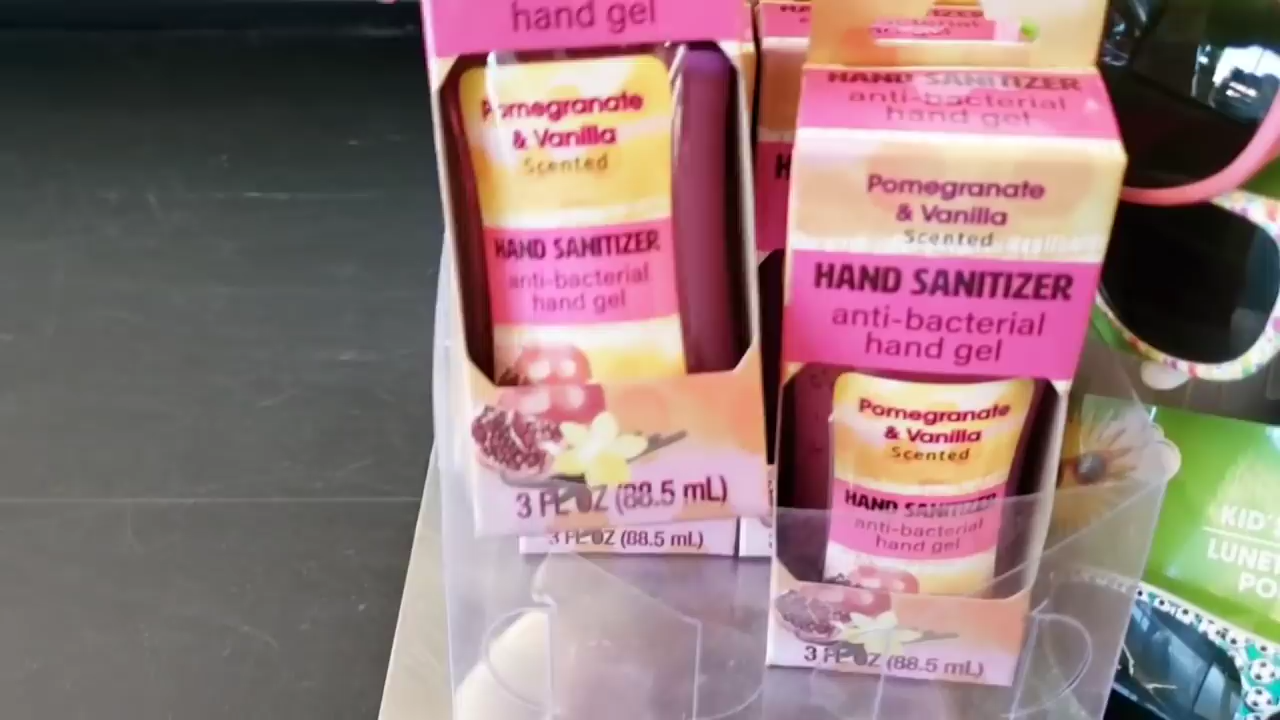 hand gel
Pomegranate
& Vanilla
Scented
HAND SANITIZER
anti-bacterial
hand gel
3 FL OZ (88.5 mL)
3 FL OZ (88.5 mL)
HAND SANITIZER
anti-bacterial
hand gel
Pomegranate
& Vanilla
Scented
HAND SANITIZER
anti-bacterial
hand gel
Pomegranate
& Vanilla
Scented
HAND SANITIZER
anti-bacterial
hand gel
3 FL OZ (88.5 mL)
KID'